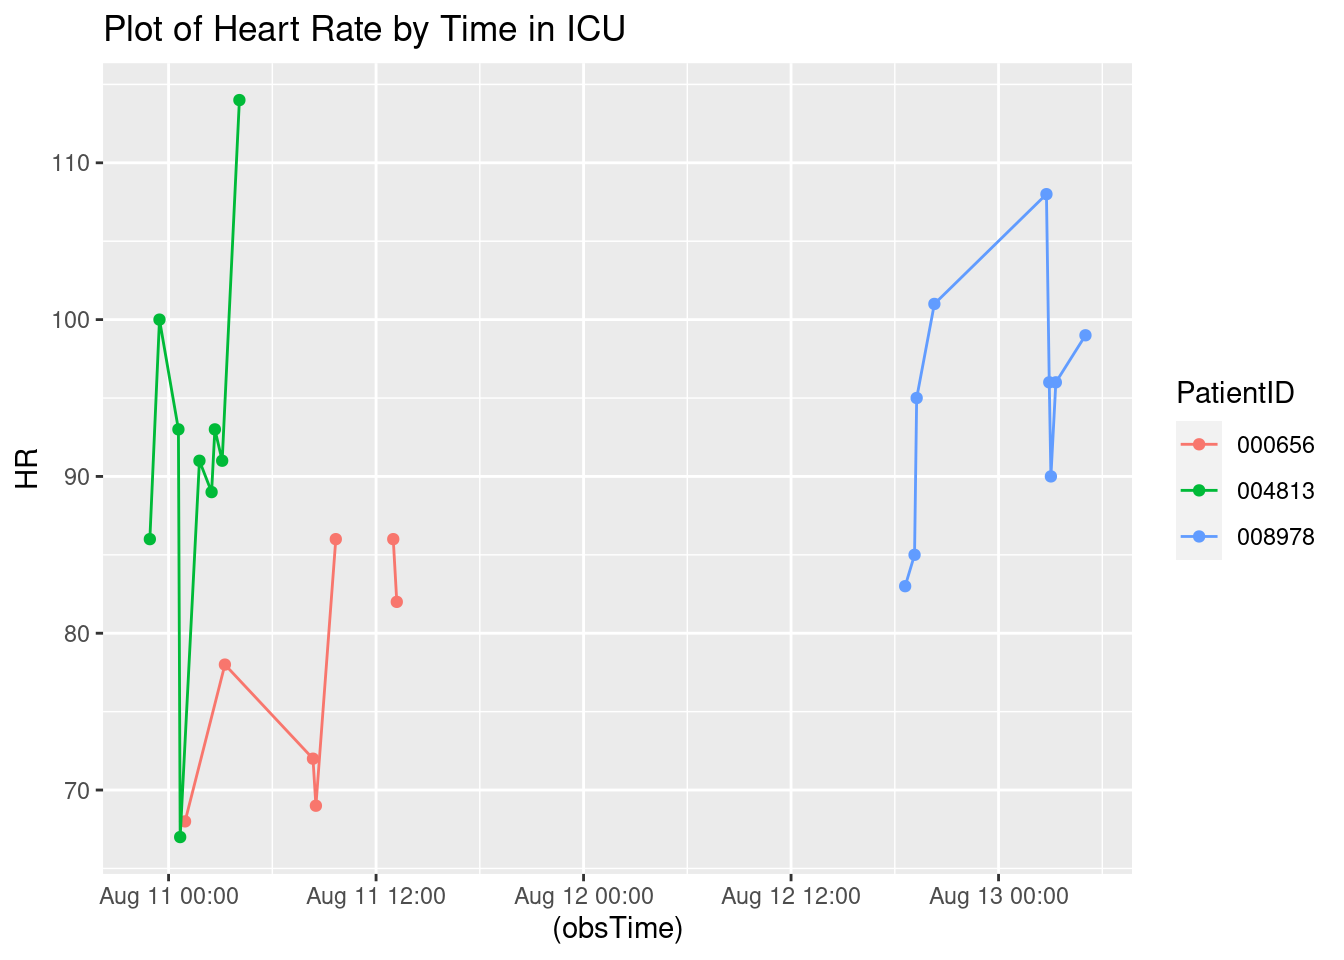 Plot of Heart Rate by Time in ICU
110
100
90
80
70
HR
Aug 11 00:00 Aug 11 12:00 Aug 12 00:00 Aug 12 12:00 Aug 13 00:00
(obsTime)
PatientID
000656
004813
008978